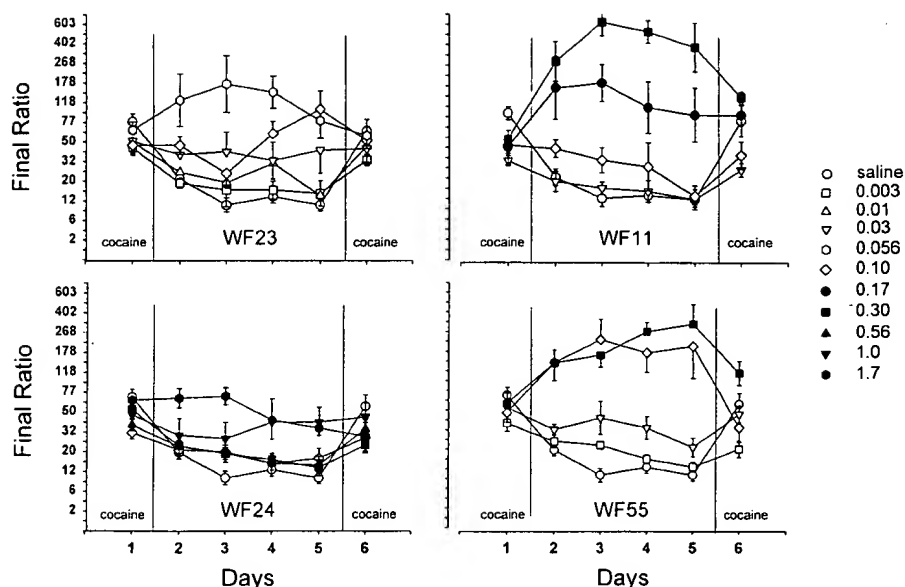 Final Ratio
603
402
268
178
118
77
50
32
20
12
6
2
cocaine
WF23
cocaine
cocaine
WF11
cocaine
saline
0.003
0.01
0.03
0.056
0.10
0.17
0.30
0.56
1.0
1.7
Final Ratio
603
402
268
178
118
77
50
32
20
12
6
2
cocaine
WF24
cocaine
cocaine
WF55
cocaine
1 2 3 4 5 6
1 2 3 4 5 6
Days
Days